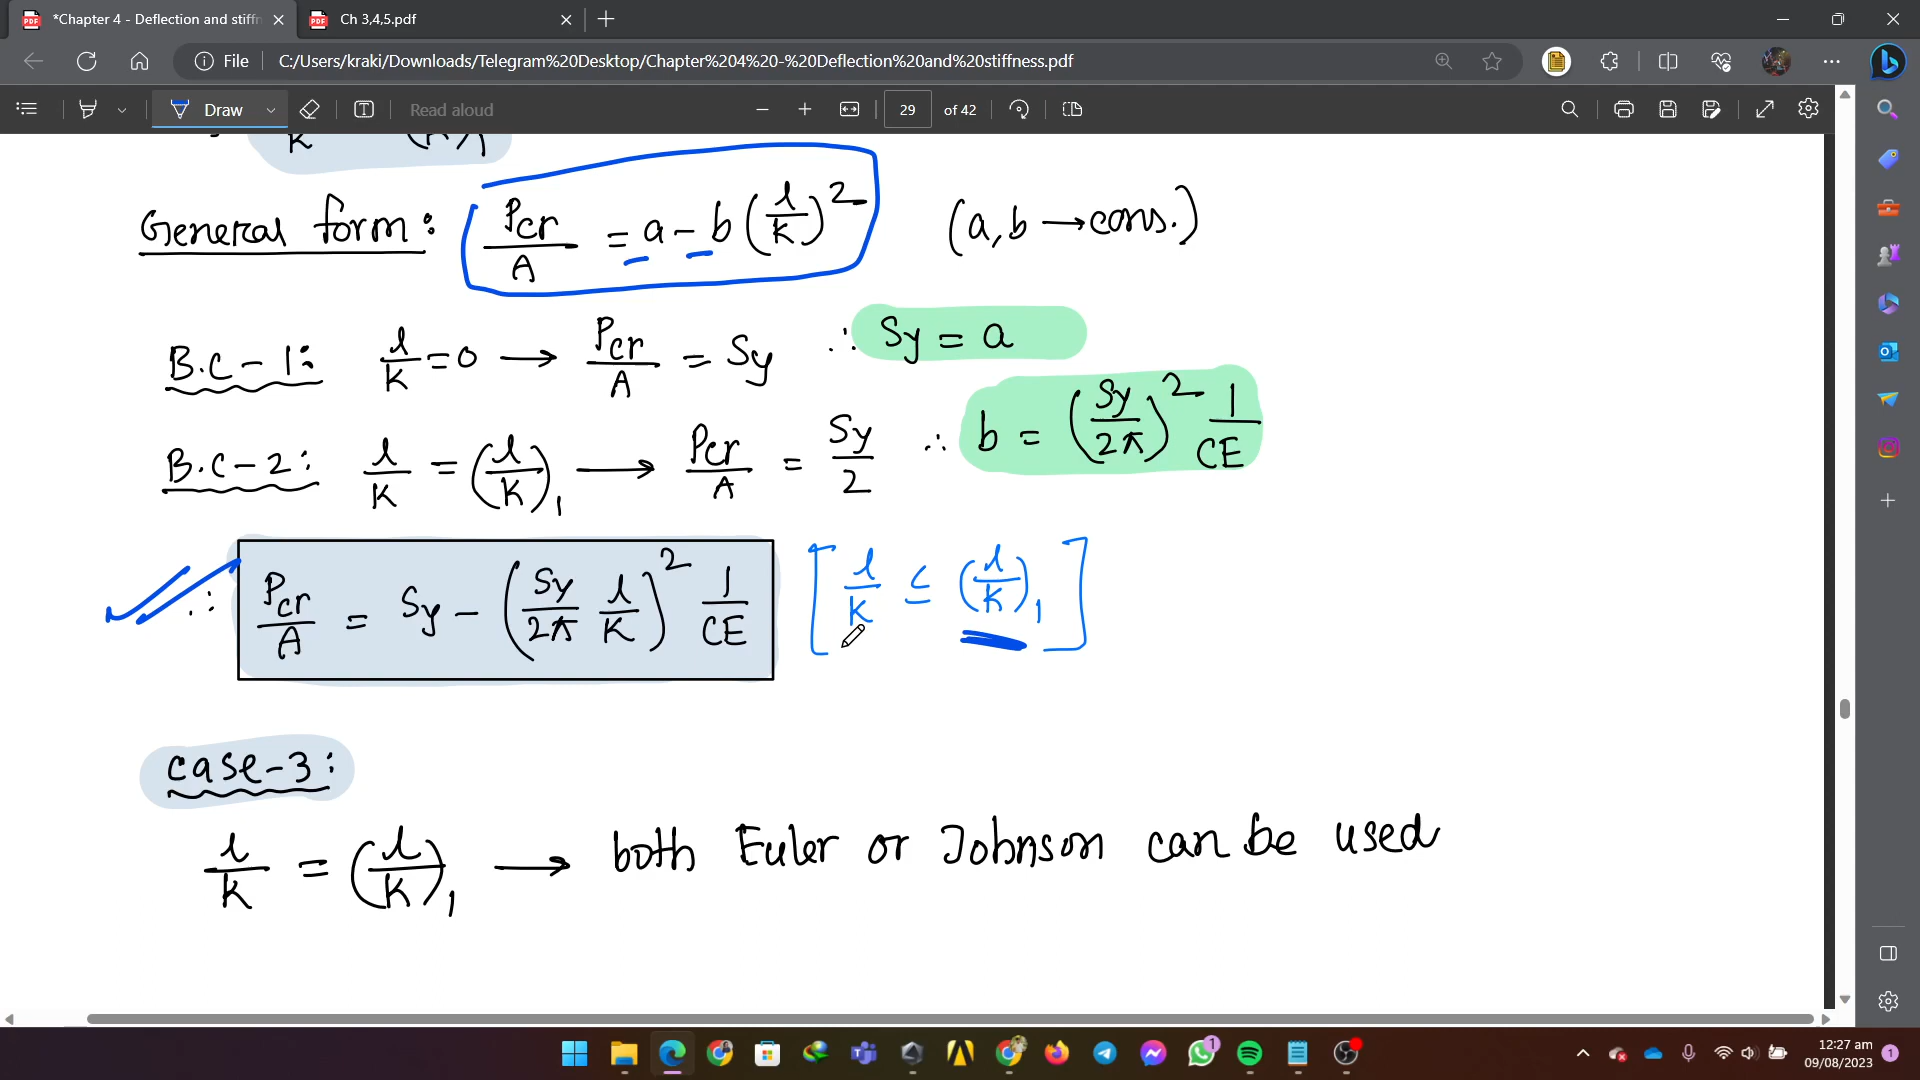 *Chapter 4 - Deflection and stiffn
Ch 3,4,5.pdf
File
C:/Users/kraki/Downloads/Telegram%20Desktop/Chapter%204%20-%20Deflection%20and%20stiffness.pdf
Draw
Read aloud
29 of 42
General form: Pcr/A = a - b (l/k)² (a, b → cons.)
B.C-1: l/k = 0 → Pcr/A = Sy ∴ Sy = a
B.C-2: l/k = (l/k)₁ → Pcr/A = Sy/2 ∴ b = (Sy/2π)² 1/CE
∴ Pcr/A = Sy - (Sy/2π l/k)² 1/CE [l/k ≤ (l/k)₁]
case-3:
l/k = (l/k)₁ → both Euler or Johnson can be used
1
12:27 am
09/08/2023
1